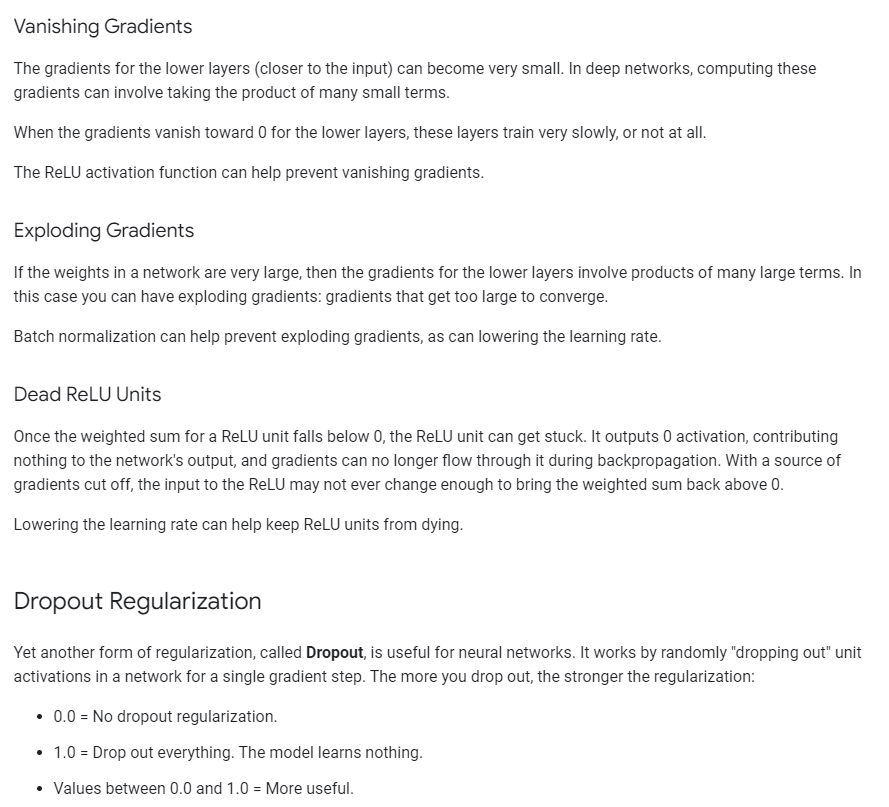 Vanishing Gradients
The gradients for the lower layers (closer to the input) can become very small. In deep networks, computing these
gradients can involve taking the product of many small terms.
When the gradients vanish toward 0 for the lower layers, these layers train very slowly, or not at all.
The ReLU activation function can help prevent vanishing gradients.
Exploding Gradients
If the weights in a network are very large, then the gradients for the lower layers involve products of many large terms. In
this case you can have exploding gradients: gradients that get too large to converge.
Batch normalization can help prevent exploding gradients, as can lowering the learning rate.
Dead ReLU Units
Once the weighted sum for a ReLU unit falls below 0, the ReLU unit can get stuck. It outputs 0 activation, contributing
nothing to the network's output, and gradients can no longer flow through it during backpropagation. With a source of
gradients cut off, the input to the ReLU may not ever change enough to bring the weighted sum back above 0.
Lowering the learning rate can help keep ReLU units from dying.
Dropout Regularization
Yet another form of regularization, called Dropout, is useful for neural networks. It works by randomly "dropping out" unit
activations in a network for a single gradient step. The more you drop out, the stronger the regularization:
• 0.0 = No dropout regularization.
• 1.0 = Drop out everything. The model learns nothing.
• Values between 0.0 and 1.0 = More useful.